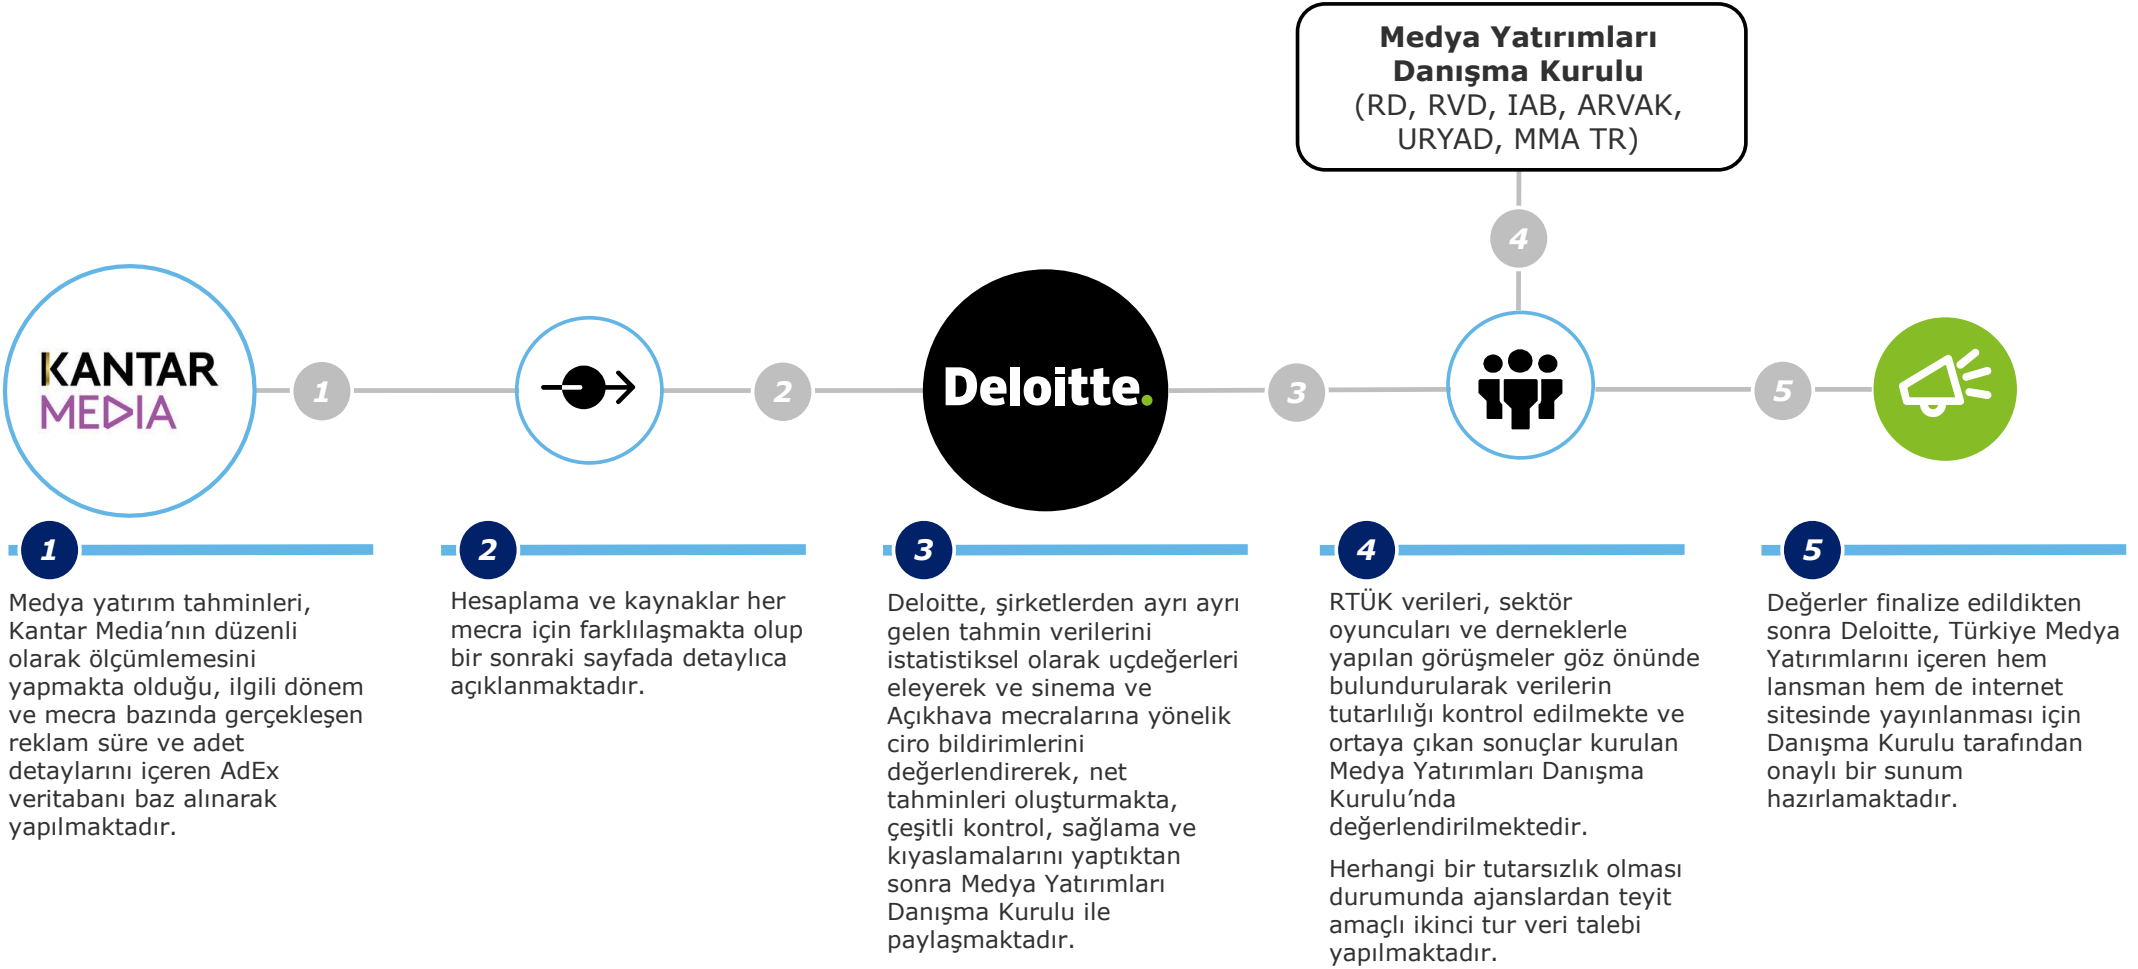 Medya Yatırımları
Danışma Kurulu
(RD, RVD, IAB, ARVAK,
URYAD, MMA TR)
4
KANTAR
MEDIA
1
2
Deloitte.
3
5
1
Medya yatırım tahminleri,
Kantar Media’nın düzenli
olarak ölçümlemesini
yapmakta olduğu, ilgili dönem
ve mecra bazında gerçekleşen
reklam süre ve adet
detaylarını içeren AdEx
veritabanı baz alınarak
yapılmaktadır.
2
Hesaplama ve kaynaklar her
mecra için farklılaşmakta olup
bir sonraki sayfada detaylıca
açıklanmaktadır.
3
Deloitte, şirketlerden ayrı ayrı
gelen tahmin verilerini
istatistiksel olarak uçdeğerleri
eleyerek ve sinema ve
Açıkhava mecralarına yönelik
ciro bildirimlerini
değerlendirerek, net
tahminleri oluşturmakta,
çeşitli kontrol, sağlama ve
kıyaslamalarını yaptıktan
sonra Medya Yatırımları
Danışma Kurulu ile
paylaşmaktadır.
4
RTÜK verileri, sektör
oyuncuları ve derneklerle
yapılan görüşmeler göz önünde
bulundurularak verilerin
tutarlılığı kontrol edilmekte ve
ortaya çıkan sonuçlar kurulan
Medya Yatırımları Danışma
Kurulu’nda
değerlendirilmektedir.
Herhangi bir tutarsızlık olması
durumunda ajanslardan teyit
amaçlı ikinci tur veri talebi
yapılmaktadır.
5
Değerler finalize edildikten
sonra Deloitte, Türkiye Medya
Yatırımlarını içeren hem
lansman hem de internet
sitesinde yayınlanması için
Danışma Kurulu tarafından
onaylı bir sunum
hazırlamaktadır.